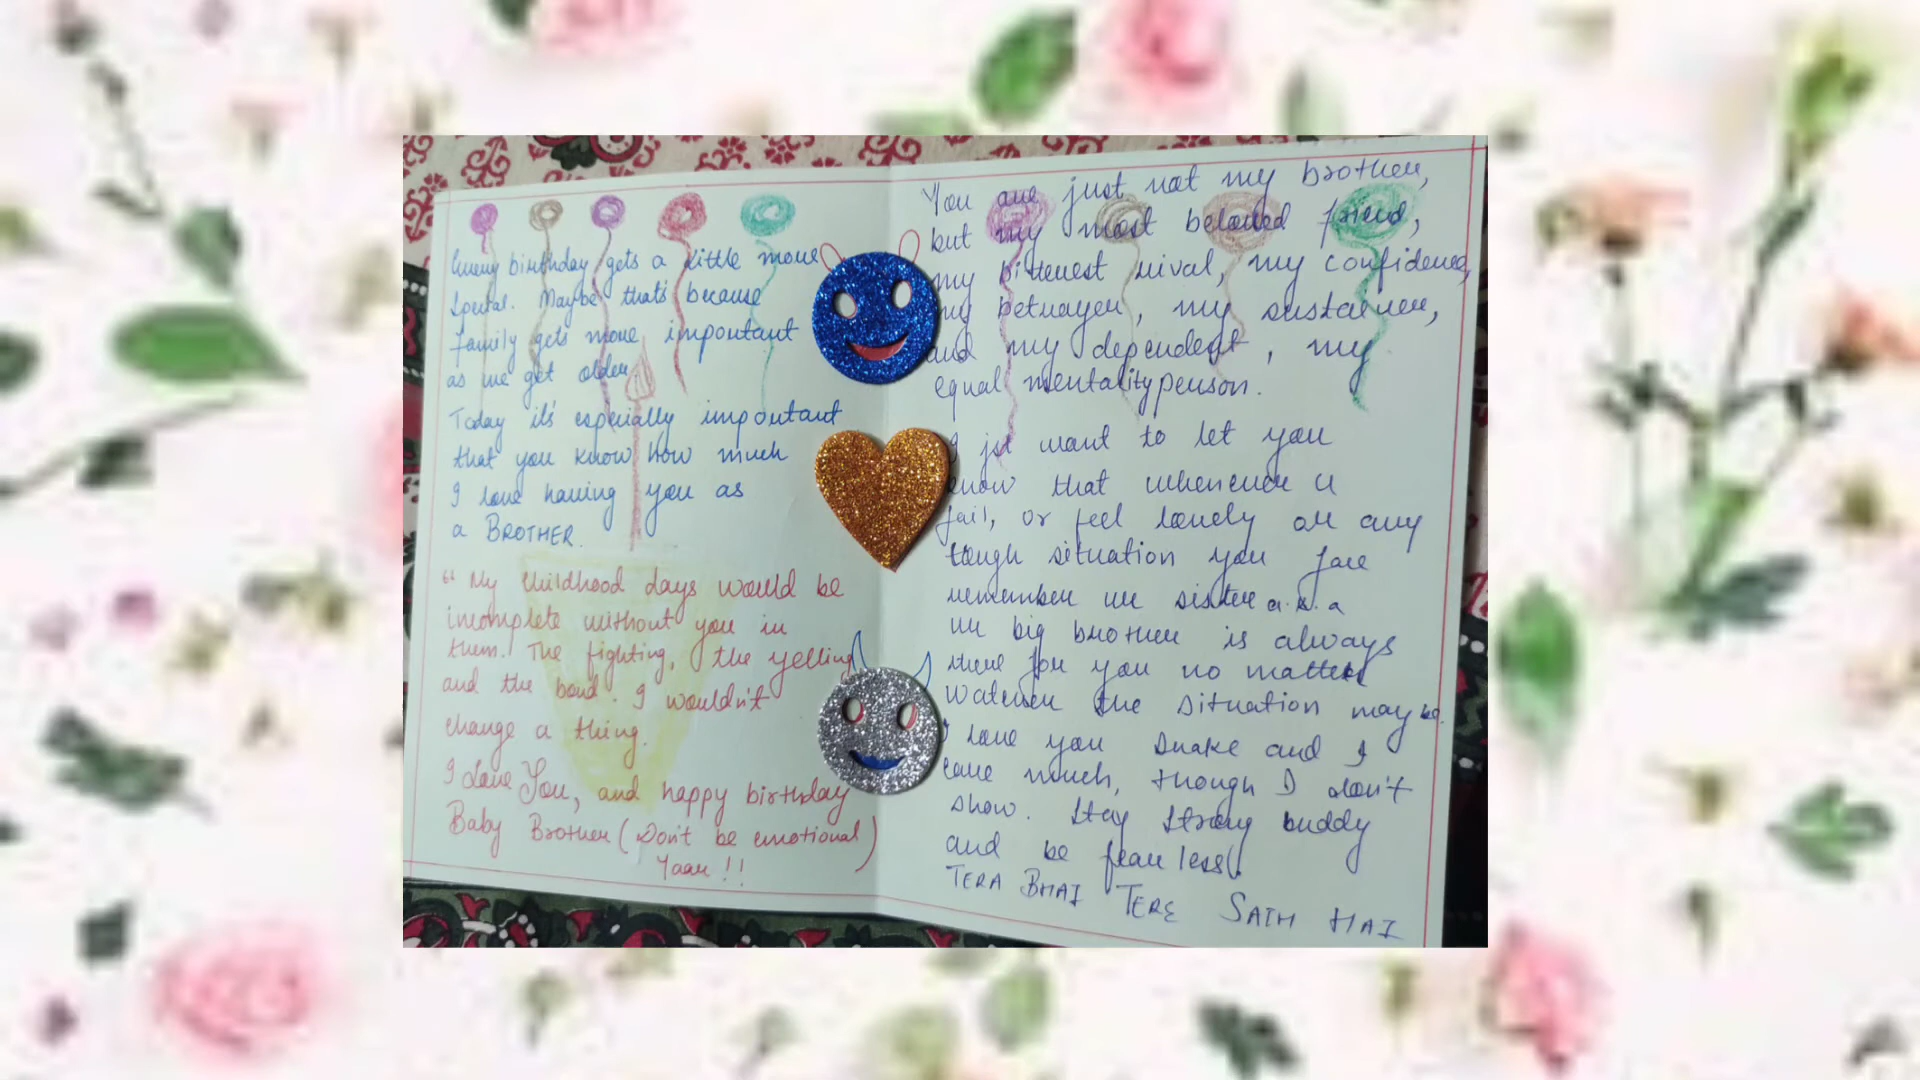 Every birthday gets a little more
special. Maybe that's because
family gets more important
as we get older
Today it's especially important
that you know how much
I love having you as
a BROTHER.
“ My childhood days would be
incomplete without you in
them. The fighting, the yelling
and the bond. I wouldn't
change a thing.
I Love You, and happy birthday
Baby Brother (Don't be emotional)
Yaar !!
You are just not my brother,
but my most beloved friend,
my bitterest rival, my confidence,
my betrayer, my sustainer,
and my dependent, my
equal mentality person.
I jst want to let you
know that whenever u
fail, or feel lonely or any
tough situation you face
remember ur sister a.k.a
ur big brother is always
there for you no matter
the situation may be.
I love you Snake and I
care much, though I don't
show. Stay strong buddy
and be fearless.
TERA BHAI TERE SATH HAI